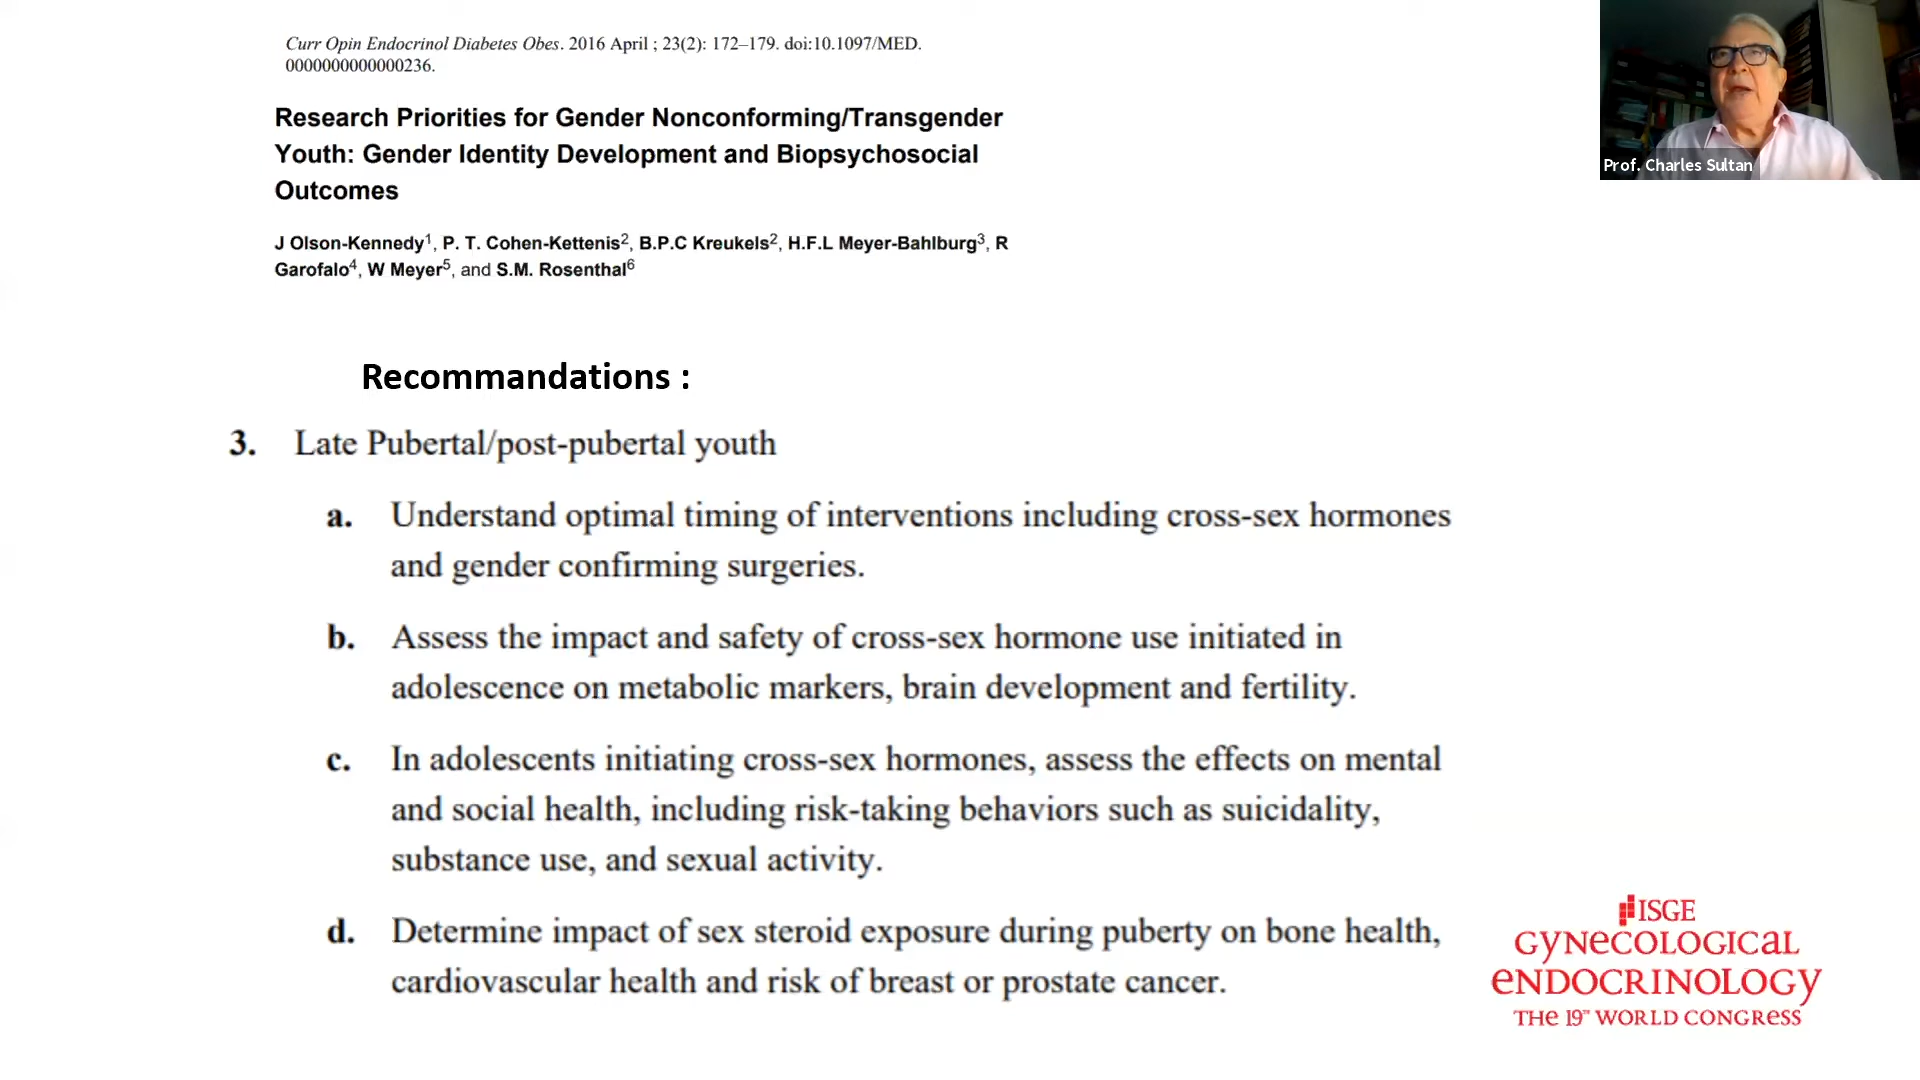 Curr Opin Endocrinol Diabetes Obes. 2016 April ; 23(2): 172–179. doi:10.1097/MED.
0000000000000236.
Research Priorities for Gender Nonconforming/Transgender
Youth: Gender Identity Development and Biopsychosocial
Outcomes
J Olson-Kennedy1, P. T. Cohen-Kettenis2, B.P.C Kreukels2, H.F.L Meyer-Bahlburg3, R
Garofalo4, W Meyer5, and S.M. Rosenthal6
Prof. Charles Sultan
Recommandations :
3. Late Pubertal/post-pubertal youth
a. Understand optimal timing of interventions including cross-sex hormones
and gender confirming surgeries.
b. Assess the impact and safety of cross-sex hormone use initiated in
adolescence on metabolic markers, brain development and fertility.
c. In adolescents initiating cross-sex hormones, assess the effects on mental
and social health, including risk-taking behaviors such as suicidality,
substance use, and sexual activity.
d. Determine impact of sex steroid exposure during puberty on bone health,
cardiovascular health and risk of breast or prostate cancer.
ISGE
GYNECOLOGICAL
ENDOCRINOLOGY
THE 19TH WORLD CONGRESS